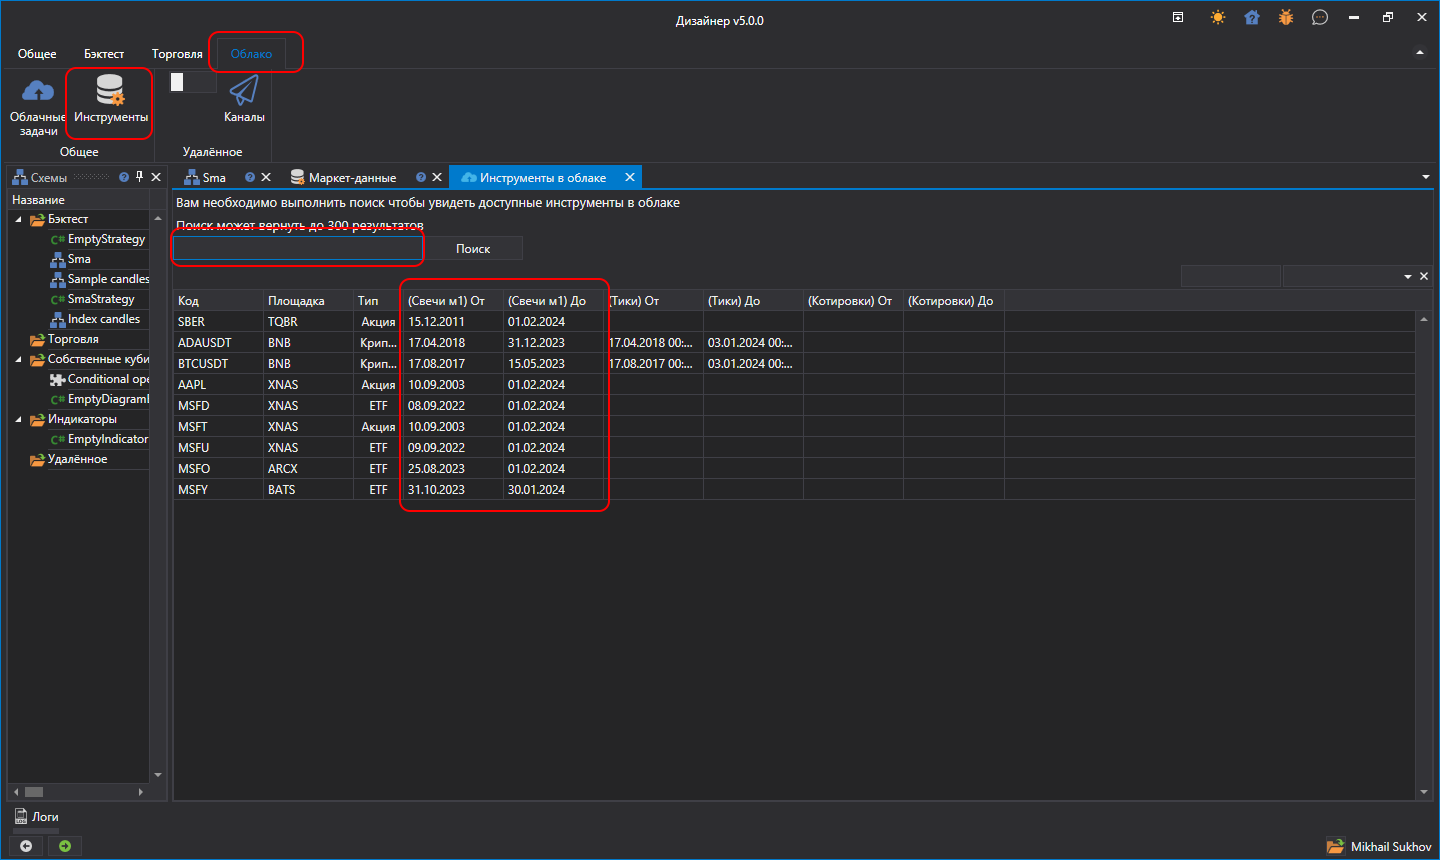 Дизайнер v5.0.0
Общее Бэктест Торговля Облако
Облачные задачи Инструменты Каналы
Общее Удалённое
Схемы Sma Маркет-данные Инструменты в облаке
Название
Бэктест
C# EmptyStrategy
Sma
Sample candles
C# SmaStrategy
Index candles
Торговля
Собственные куби
Conditional ope
C# EmptyDiagramI
Индикаторы
C# EmptyIndicator
Удалённое
Вам необходимо выполнить поиск чтобы увидеть доступные инструменты в облаке
Поиск может вернуть до 300 результатов
Поиск
Код Площадка Тип (Свечи м1) От (Свечи м1) До (Тики) От (Тики) До (Котировки) От (Котировки) До
SBER TQBR Акция 15.12.2011 01.02.2024
ADAUSDT BNB Крип... 17.04.2018 31.12.2023 17.04.2018 00:... 03.01.2024 00:...
BTCUSDT BNB Крип... 17.08.2017 15.05.2023 17.08.2017 00:... 03.01.2024 00:...
AAPL XNAS Акция 10.09.2003 01.02.2024
MSFD XNAS ETF 08.09.2022 01.02.2024
MSFT XNAS Акция 10.09.2003 01.02.2024
MSFU XNAS ETF 09.09.2022 01.02.2024
MSFO ARCX ETF 25.08.2023 01.02.2024
MSFY BATS ETF 31.10.2023 30.01.2024
LOG Логи
Mikhail Sukhov